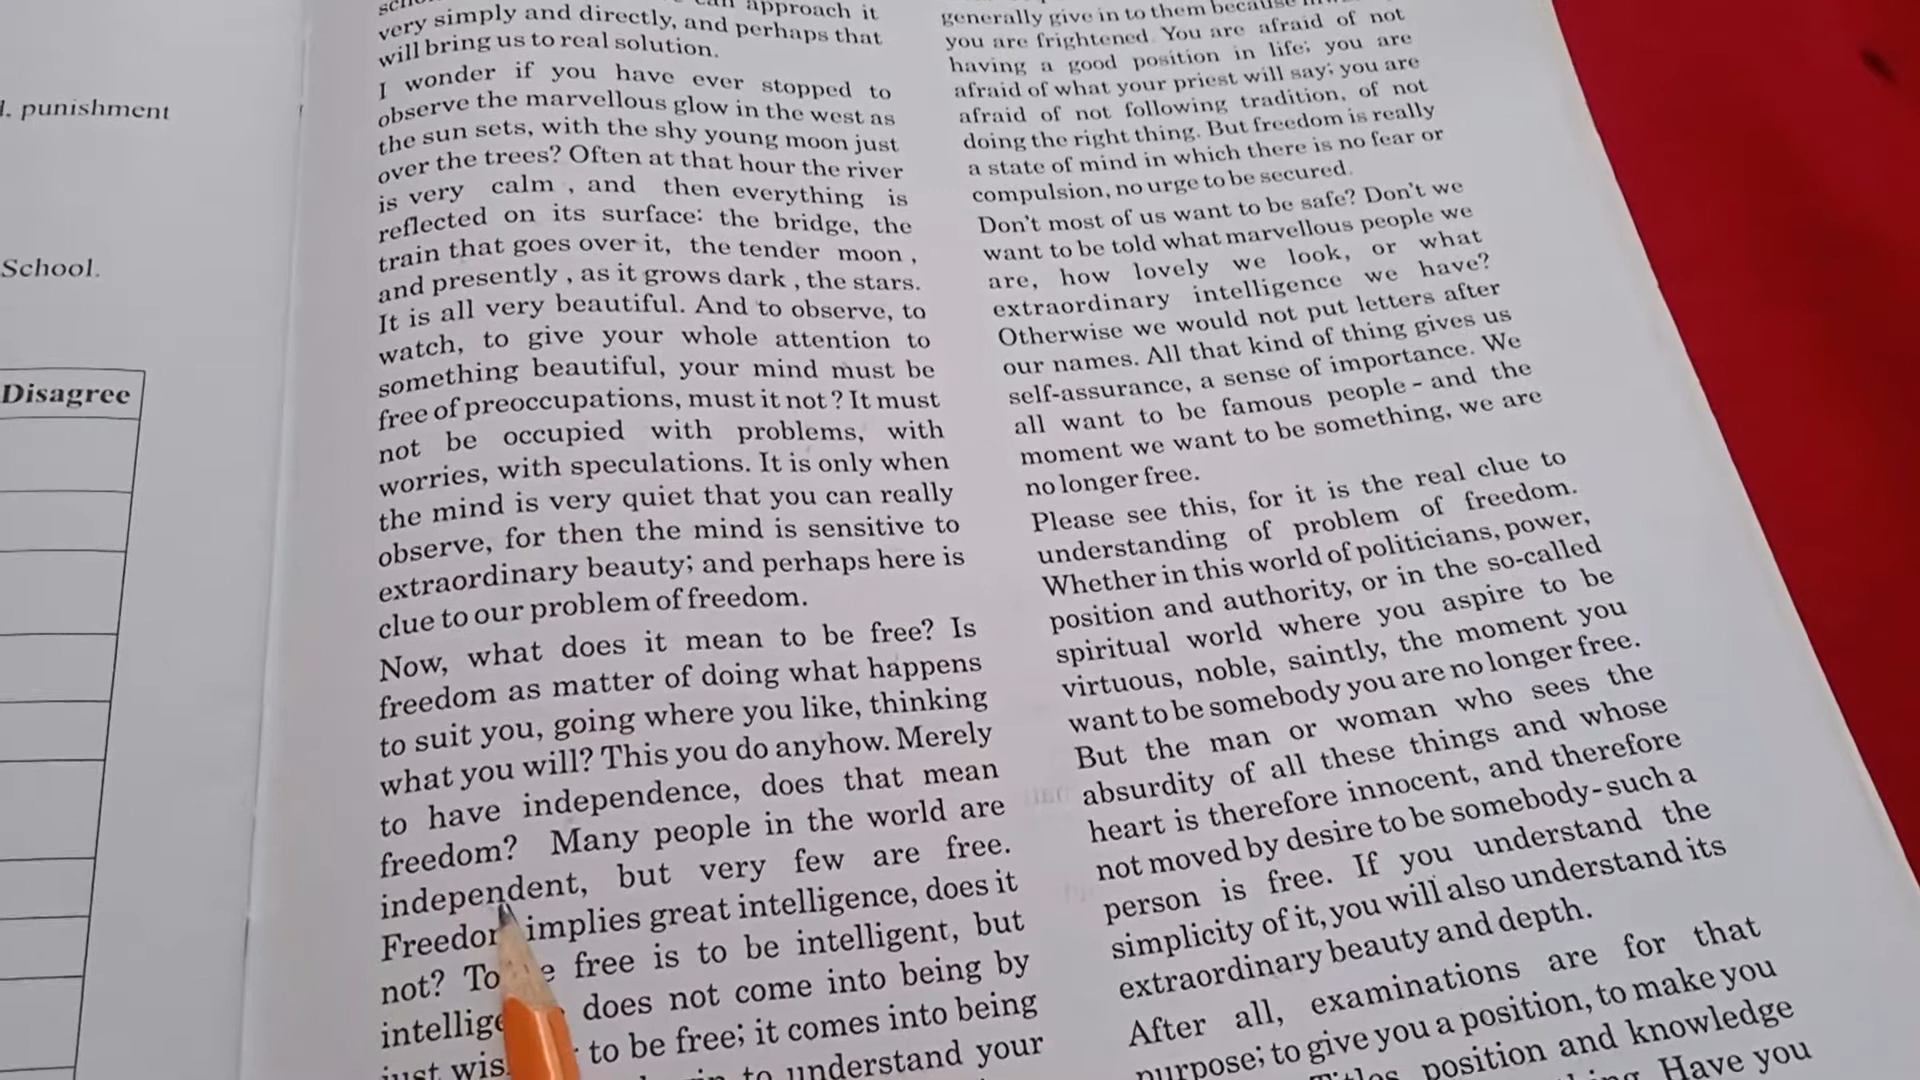 punishment
School.
Disagree
approach it
very simply and directly, and perhaps that
will bring us to real solution.
I wonder if you have ever stopped to
observe the marvellous glow in the west as
the sun sets, with the shy young moon just
over the trees? Often at that hour the river
is very calm , and then everything is
reflected on its surface: the bridge, the
train that goes over it, the tender moon ,
and presently , as it grows dark , the stars.
It is all very beautiful. And to observe, to
watch, to give your whole attention to
something beautiful, your mind must be
free of preoccupations, must it not ? It must
not be occupied with problems, with
worries, with speculations. It is only when
the mind is very quiet that you can really
observe, for then the mind is sensitive to
extraordinary beauty; and perhaps here is
clue to our problem of freedom.
Now, what does it mean to be free? Is
freedom as matter of doing what happens
to suit you, going where you like, thinking
what you will? This you do anyhow. Merely
to have independence, does that mean
freedom? Many people in the world are
independent, but very few are free.
implies great intelligence, does it
not? To free is to be intelligent, but
does not come into being by
just to be free; it comes into being
to understand your
generally give in to them because
you are frightened. You are afraid of not
having a good position in life; you are
afraid of what your priest will say; you are
afraid of not following tradition, of not
doing the right thing. But freedom is really
a state of mind in which there is no fear or
compulsion, no urge to be secured.
Don't most of us want to be safe? Don't we
want to be told what marvellous people we
are, how lovely we look, or what
extraordinary intelligence we have?
Otherwise we would not put letters after
our names. All that kind of thing gives us
self-assurance, a sense of importance. We
all want to be famous people - and the
moment we want to be something, we are
no longer free.
Please see this, for it is the real clue to
understanding of problem of freedom.
Whether in this world of politicians, power,
position and authority, or in the so-called
spiritual world where you aspire to be
virtuous, noble, saintly, the moment you
want to be somebody you are no longer free.
But the man or woman who sees the
absurdity of all these things and whose
heart is therefore innocent, and therefore
not moved by desire to be somebody- such a
person is free. If you understand the
simplicity of it, you will also understand its
extraordinary beauty and depth.
After all, examinations are for that
purpose; to give you a position, to make you
position and knowledge
Have you